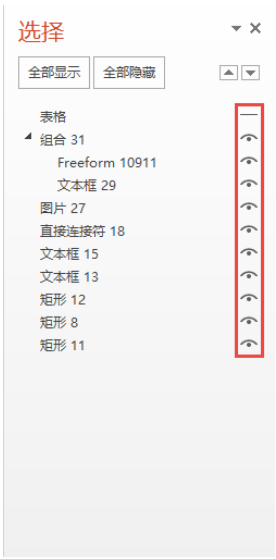 选择
全部显示 全部隐藏
表格
组合 31
Freeform 10911
文本框 29
图片 27
直接连接符 18
文本框 15
文本框 13
矩形 12
矩形 8
矩形 11